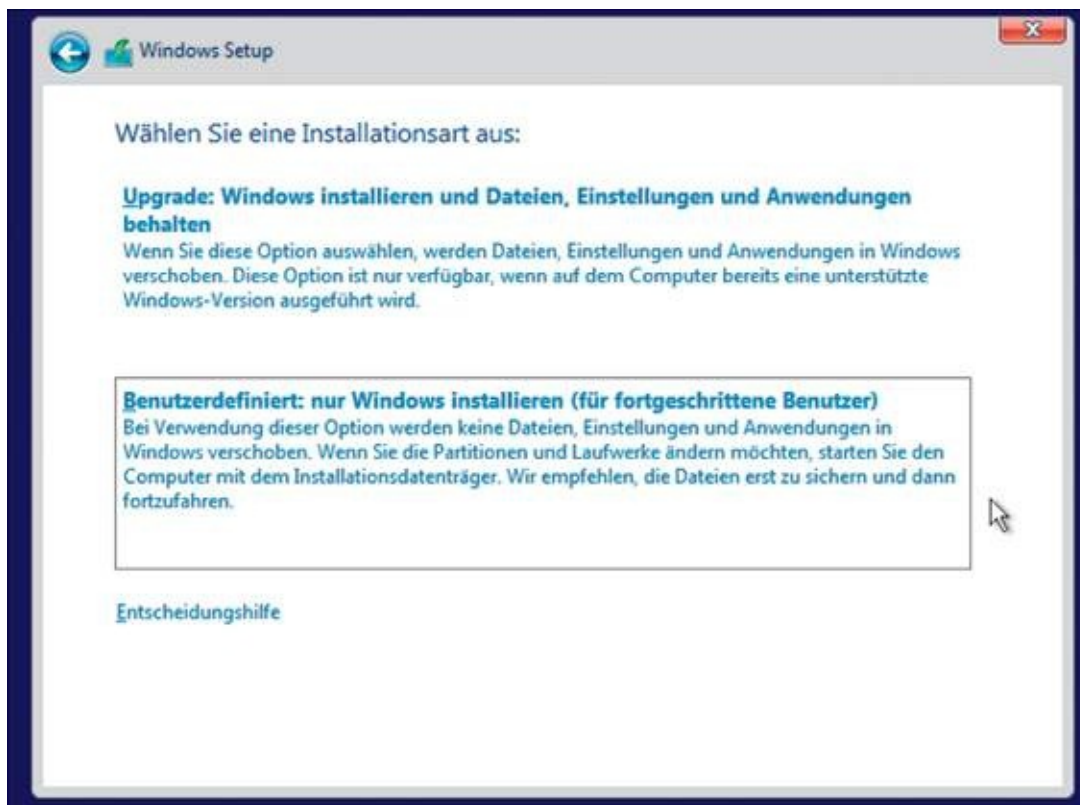 Windows Setup
Wählen Sie eine Installationsart aus:
Upgrade: Windows installieren und Dateien, Einstellungen und Anwendungen
behalten
Wenn Sie diese Option auswählen, werden Dateien, Einstellungen und Anwendungen in Windows
verschoben. Diese Option ist nur verfügbar, wenn auf dem Computer bereits eine unterstützte
Windows-Version ausgeführt wird.
Benutzerdefiniert: nur Windows installieren (für fortgeschrittene Benutzer)
Bei Verwendung dieser Option werden keine Dateien, Einstellungen und Anwendungen in
Windows verschoben. Wenn Sie die Partitionen und Laufwerke ändern möchten, starten Sie den
Computer mit dem Installationsdatenträger. Wir empfehlen, die Dateien erst zu sichern und dann
fortzufahren.
Entscheidungshilfe